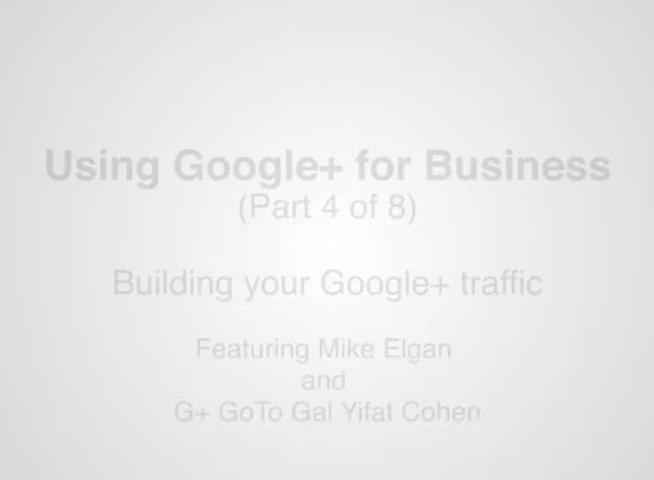 Using Google+ for Business
(Part 4 of 8)
Building your Google+ traffic
Featuring Mike Elgan
and
G+ GoTo Gal Yifat Cohen